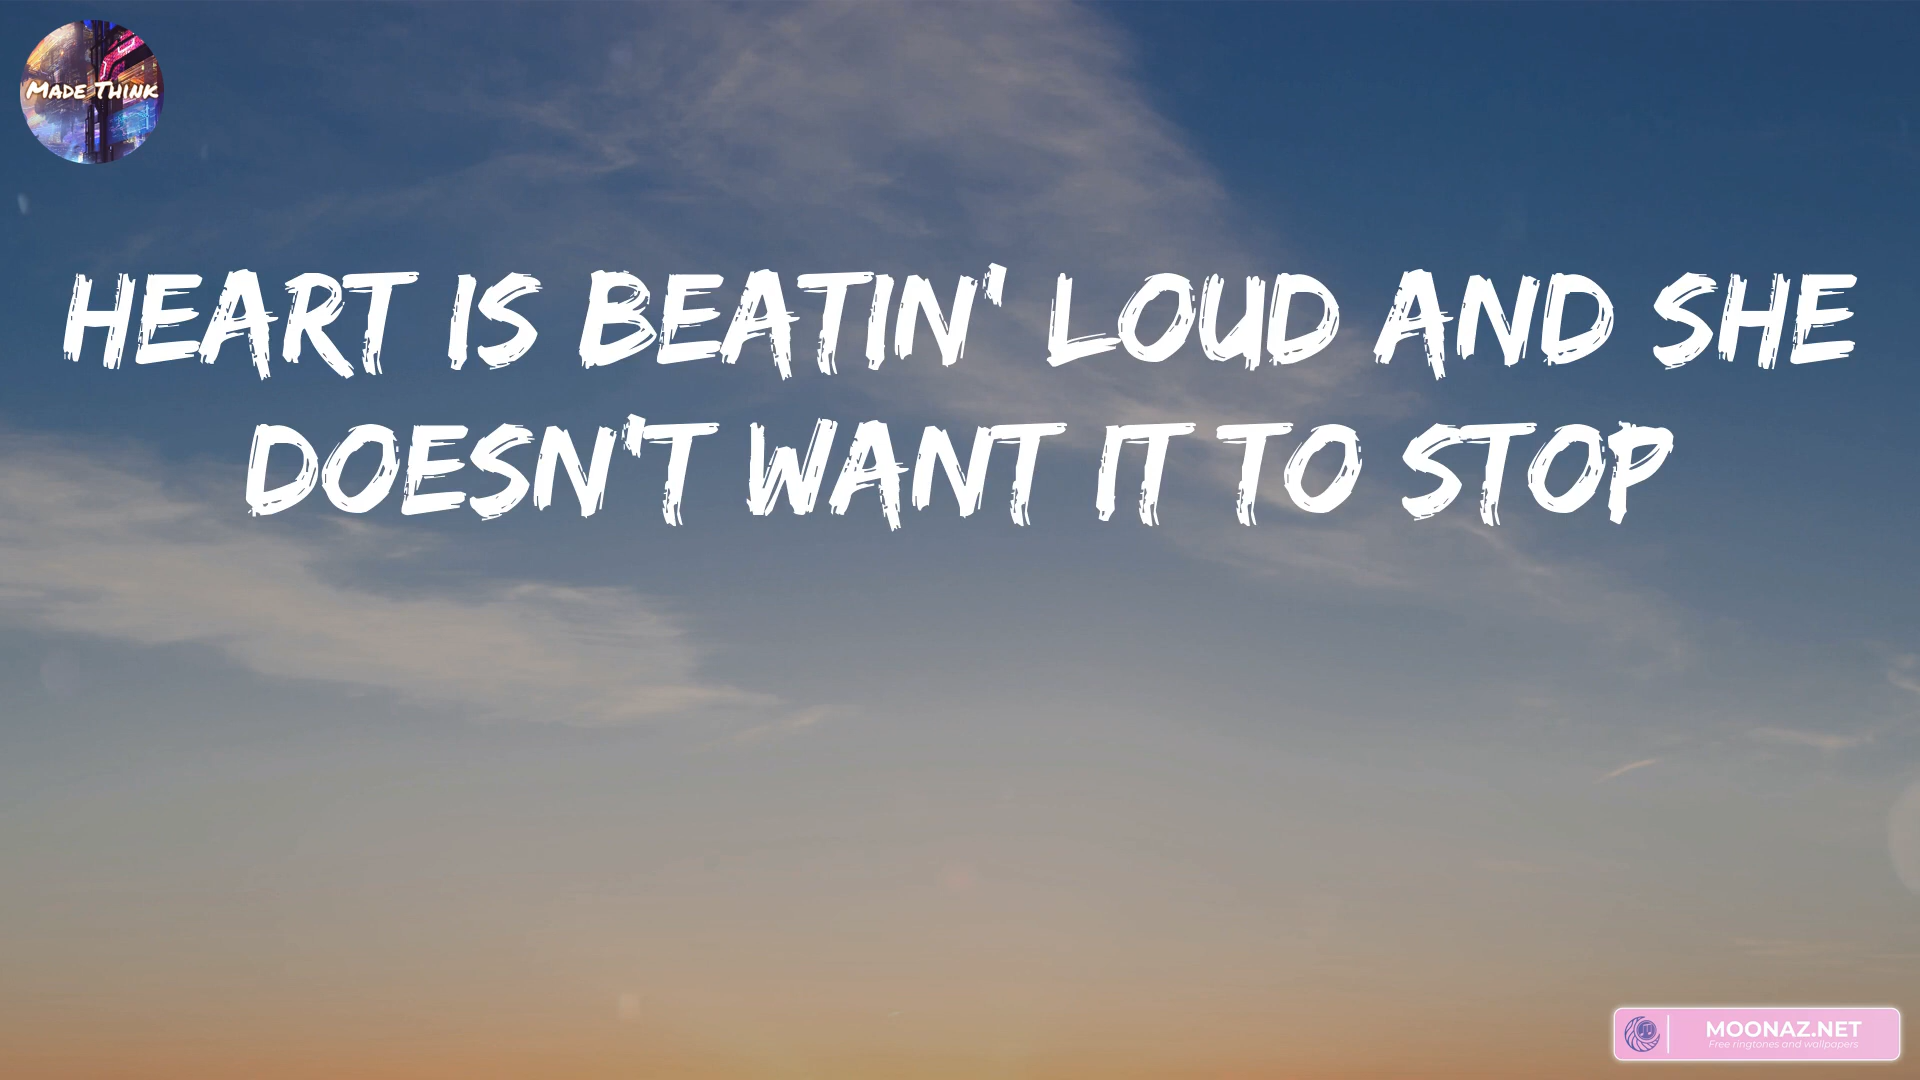 MADE THINK
HEART IS BEATIN' LOUD AND SHE
DOESN'T WANT IT TO STOP
MOONAZ.NET
Free ringtones and wallpapers